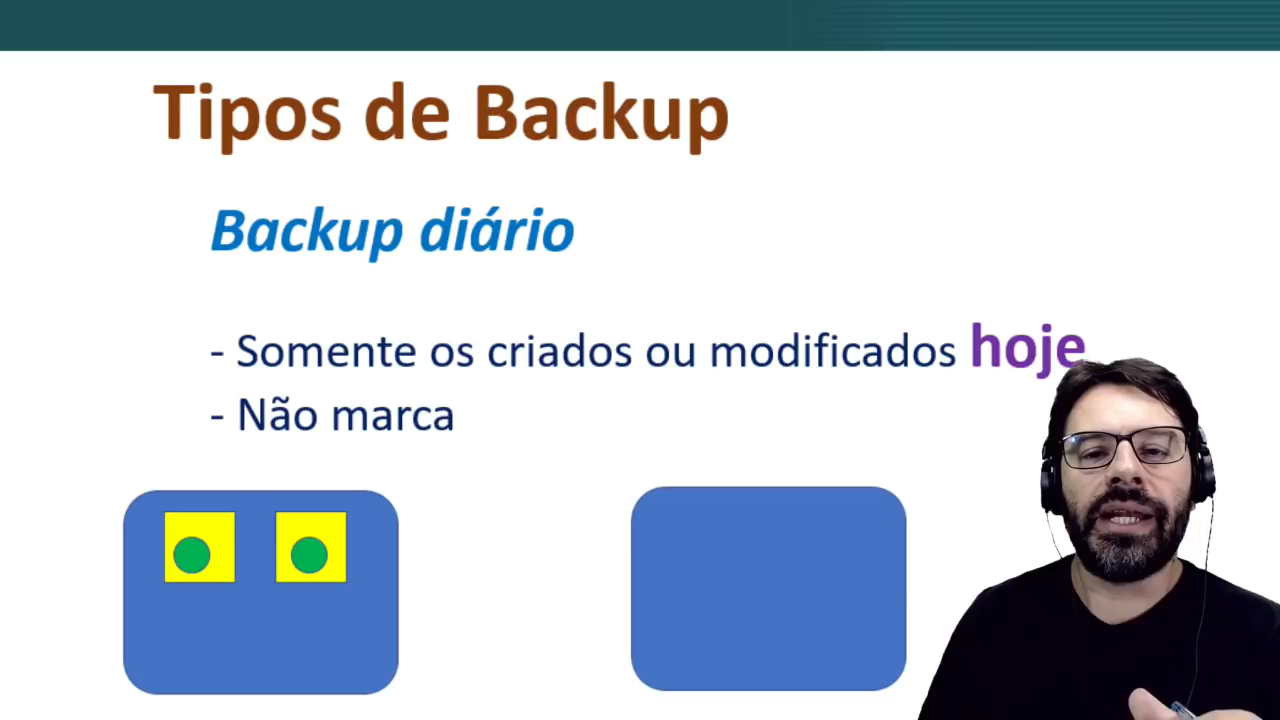 Tipos de Backup
Backup diário
- Somente os criados ou modificados hoje
- Não marca